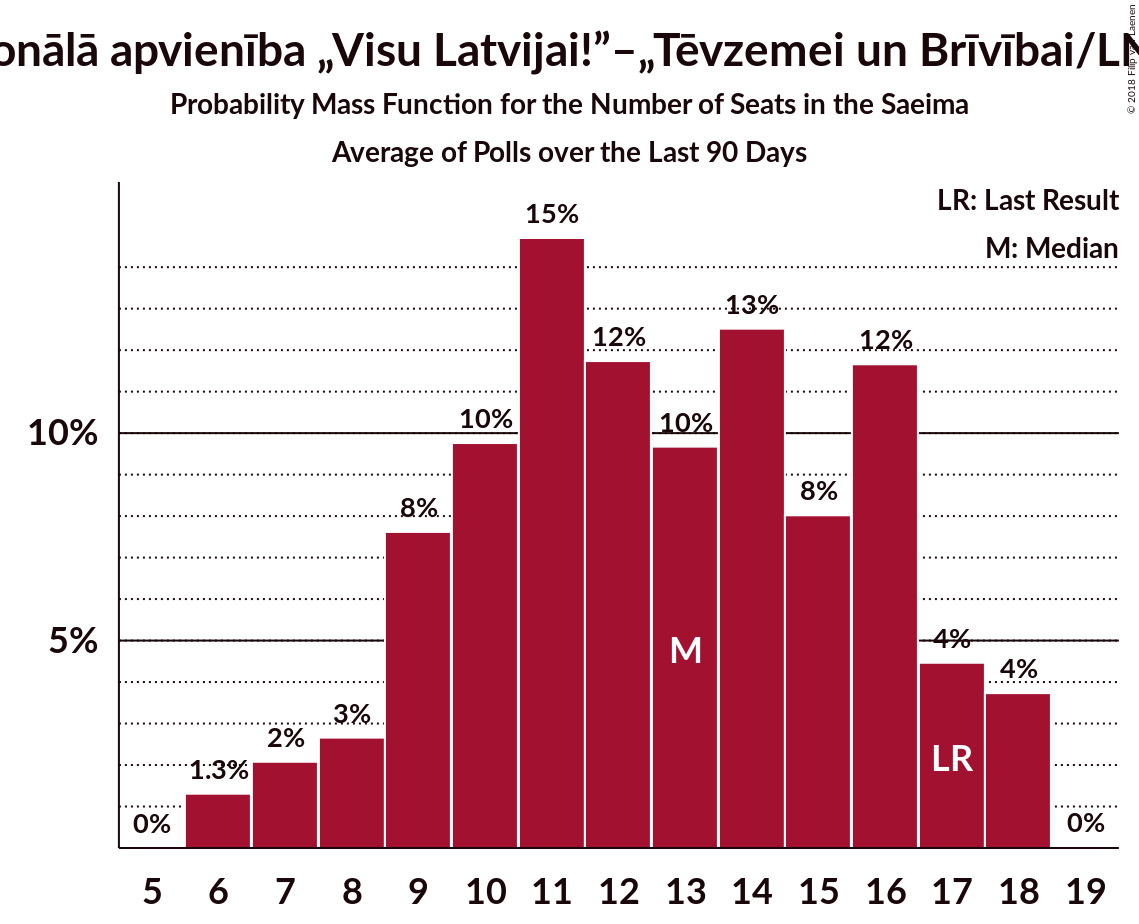 onālā apvienība „Visu Latvijai!”–„Tēvzemei un Brīvībai/LN
Probability Mass Function for the Number of Seats in the Saeima
Average of Polls over the Last 90 Days
© 2018 Filip van Laenen
LR: Last Result
M: Median
15%
13%
12%
12%
10%
10%
10%
8%
8%
5%
4%
4%
3%
2%
1.3%
0%
0%
M
LR
5 6 7 8 9 10 11 12 13 14 15 16 17 18 19